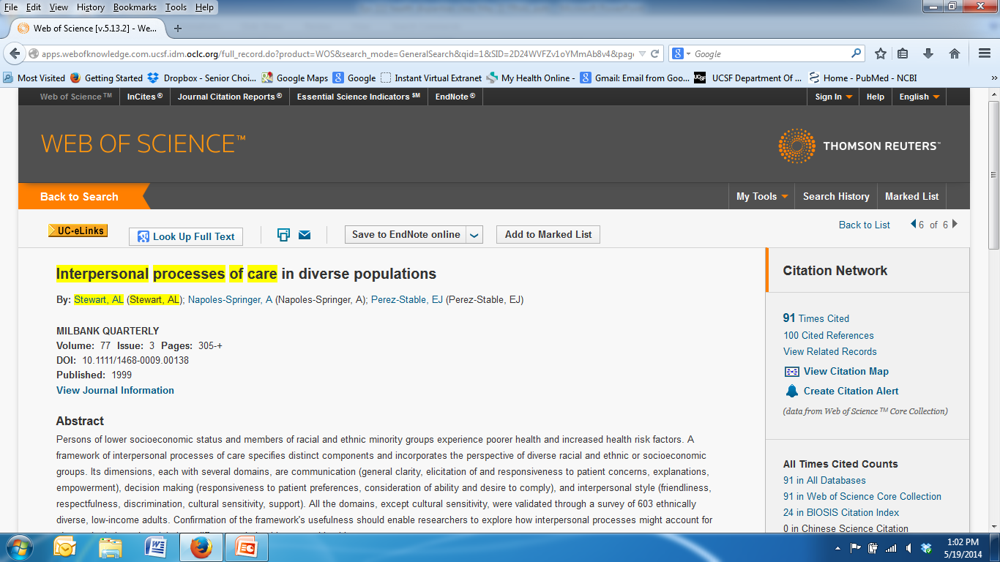 File Edit View History Bookmarks Tools Help
Web of Science [v.5.13.2] - We...
apps.webofknowledge.com.ucsf.idm.oclc.org/full_record.do?product=WOS&search_mode=GeneralSearch&qid=1&SID=2D24WVFZv1oYMmAb8v4&page
Google
Most Visited Getting Started Dropbox - Senior Choi... Google Maps Google Instant Virtual Extranet My Health Online - Gmail: Email from Goo... UCSF Department Of ... Home - PubMed - NCBI »
Web of Science™ InCites® Journal Citation Reports® Essential Science Indicators℠ EndNote® Sign In Help English
WEB OF SCIENCE™ THOMSON REUTERS™
Back to Search My Tools Search History Marked List
UC-eLinks Look Up Full Text Save to EndNote online Add to Marked List Back to List 6 of 6
Interpersonal processes of care in diverse populations
By: Stewart, AL (Stewart, AL); Napoles-Springer, A (Napoles-Springer, A); Perez-Stable, EJ (Perez-Stable, EJ)
MILBANK QUARTERLY
Volume: 77 Issue: 3 Pages: 305-+
DOI: 10.1111/1468-0009.00138
Published: 1999
View Journal Information
Abstract
Persons of lower socioeconomic status and members of racial and ethnic minority groups experience poorer health and increased health risk factors. A
framework of interpersonal processes of care specifies distinct components and incorporates the perspective of diverse racial and ethnic or socioeconomic
groups. Its dimensions, each with several domains, are communication (general clarity, elicitation of and responsiveness to patient concerns, explanations,
empowerment), decision making (responsiveness to patient preferences, consideration of ability and desire to comply), and interpersonal style (friendliness,
respectfulness, discrimination, cultural sensitivity, support). All the domains, except cultural sensitivity, were validated through a survey of 603 ethnically
diverse, low-income adults. Confirmation of the framework's usefulness should enable researchers to explore how interpersonal processes might account for
Citation Network
91 Times Cited
100 Cited References
View Related Records
View Citation Map
Create Citation Alert
(data from Web of Science™ Core Collection)
All Times Cited Counts
91 in All Databases
91 in Web of Science Core Collection
24 in BIOSIS Citation Index
0 in Chinese Science Citation
1:02 PM
5/19/2014